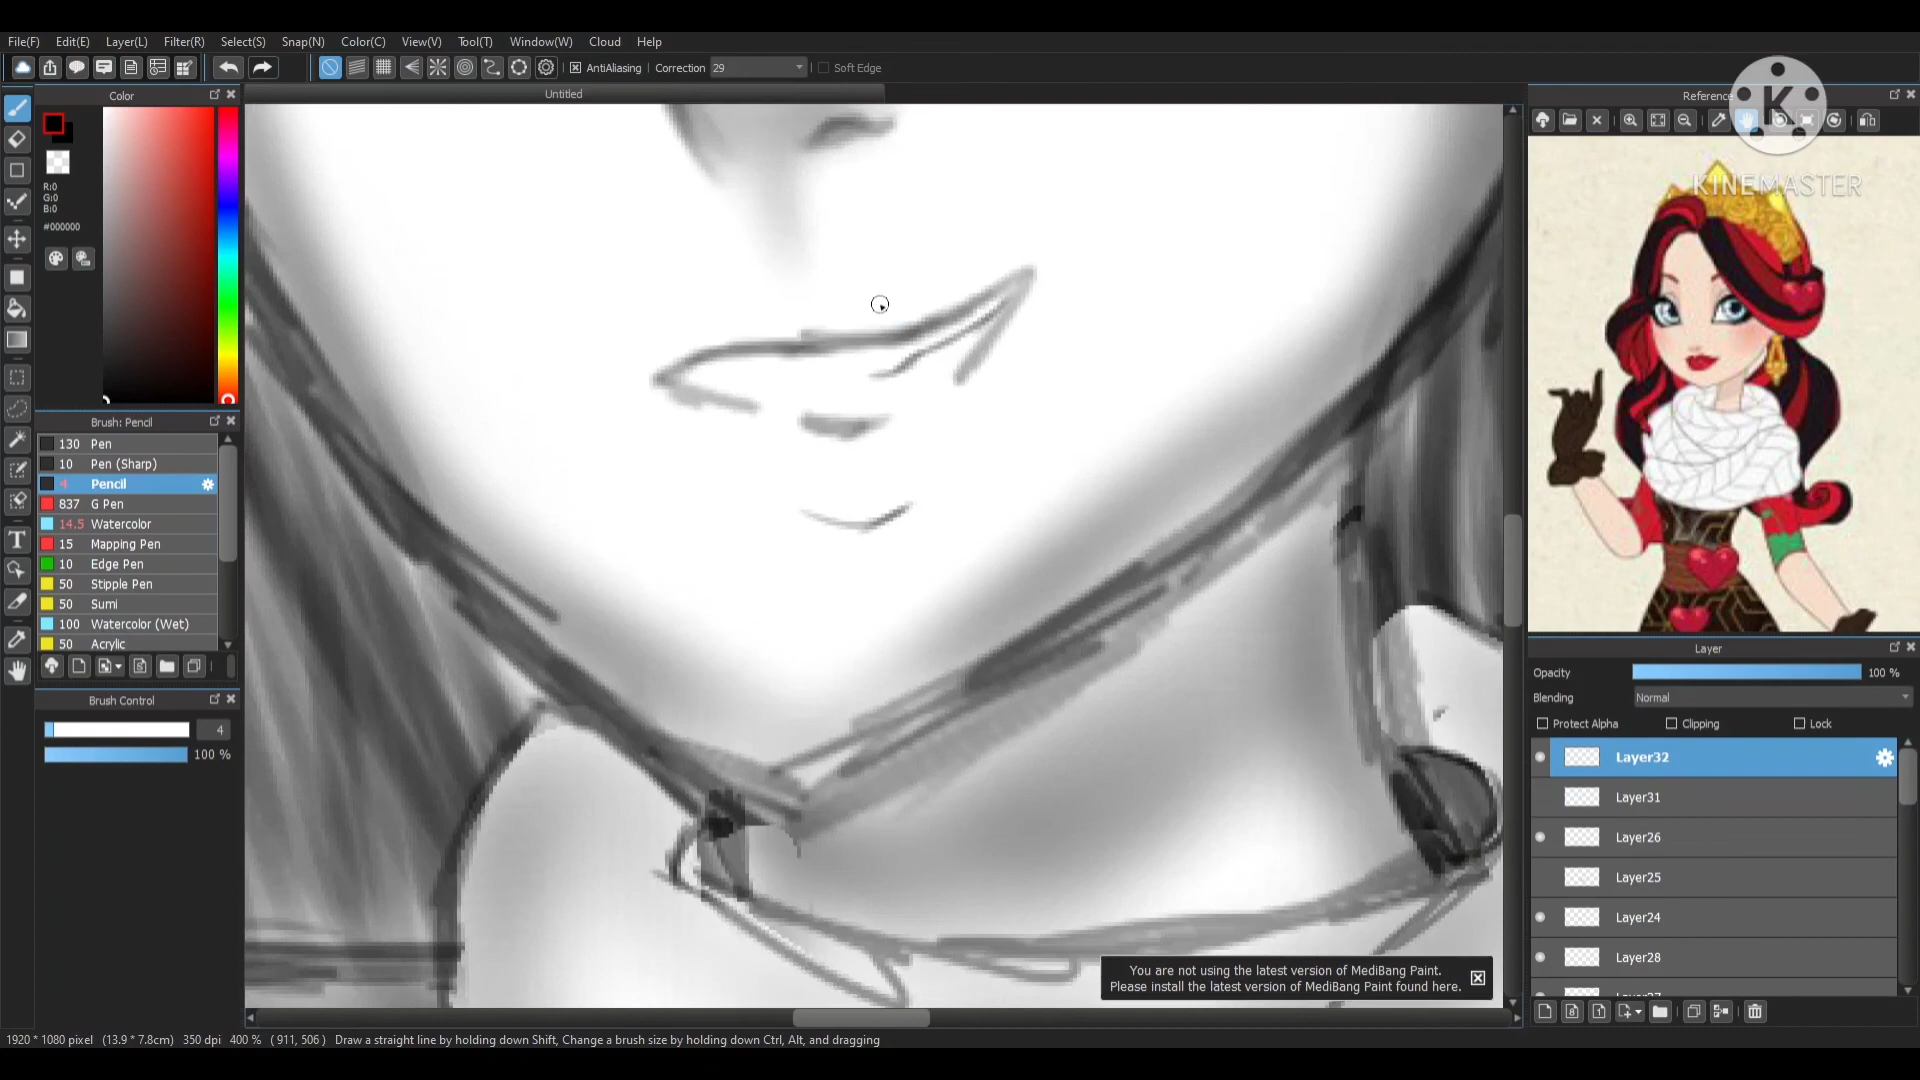 File(F) Edit(E) Layer(L) Filter(R) Select(S) Snap(N) Color(C) View(V) Tool(T) Window(W) Cloud Help
AntiAliasing Correction 29 Soft Edge
Color
Untitled
Reference
K
KINEMASTER
R:0
G:0
B:0
#000000
Brush: Pencil
130 Pen
10 Pen (Sharp)
4 Pencil
837 G Pen
14.5 Watercolor
15 Mapping Pen
10 Edge Pen
50 Stipple Pen
50 Sumi
100 Watercolor (Wet)
50 Acrylic
Brush Control
4
100 %
Layer
Opacity 100 %
Blending Normal
Protect Alpha Clipping Lock
Layer32
Layer31
Layer26
Layer25
Layer24
Layer28
You are not using the latest version of MediBang Paint.
Please install the latest version of MediBang Paint found here.
1920 * 1080 pixel (13.9 * 7.8cm) 350 dpi 400 % ( 911, 506 ) Draw a straight line by holding down Shift, Change a brush size by holding down Ctrl, Alt, and dragging